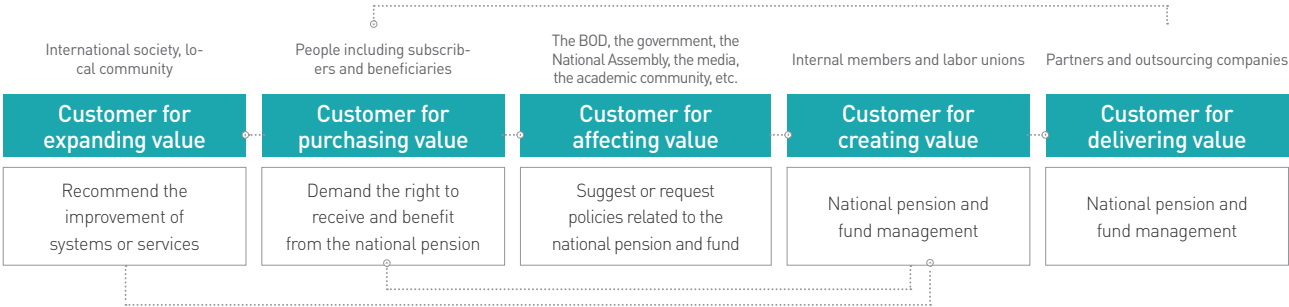 International society, lo-
cal community
Customer for
expanding value
Recommend the
improvement of
systems or services
People including subscrib-
ers and beneficiaries
Customer for
purchasing value
Demand the right to
receive and benefit
from the national pension
The BOD, the government, the
National Assembly, the media,
the academic community, etc.
Customer for
affecting value
Suggest or request
policies related to the
national pension and fund
Internal members and labor unions
Customer for
creating value
National pension and
fund management
Partners and outsourcing companies
Customer for
delivering value
National pension and
fund management